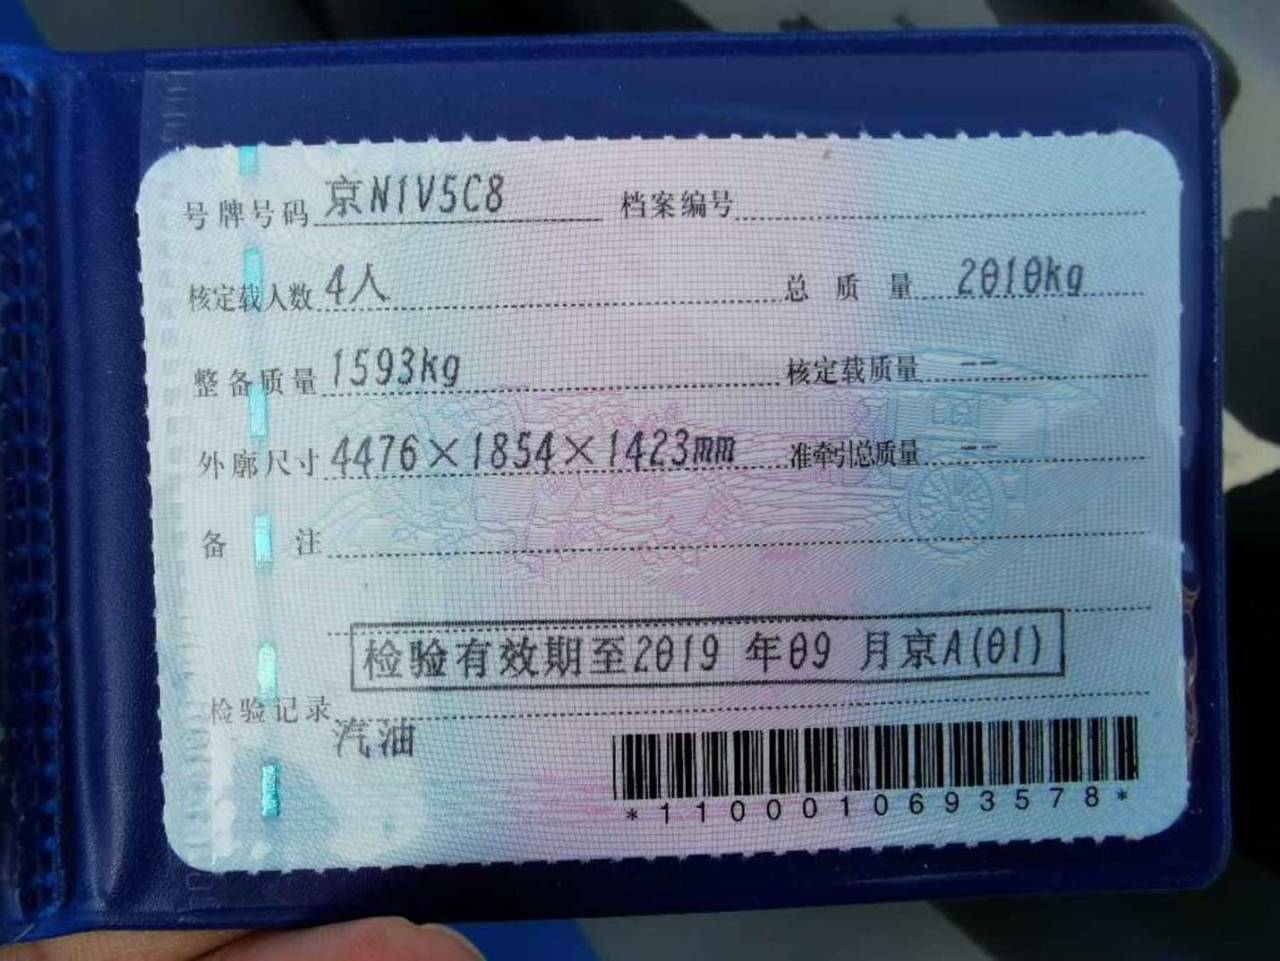 号牌号码 京N1V5C8 档案编号
核定载人数 4人 总质量 2010kg
整备质量 1593kg 核定载质量 --
外廓尺寸 4476×1854×1423mm 准牵引总质量 --
备注
检验有效期至2019 年09 月京A(01)
检验记录
汽油
*1100010693578*